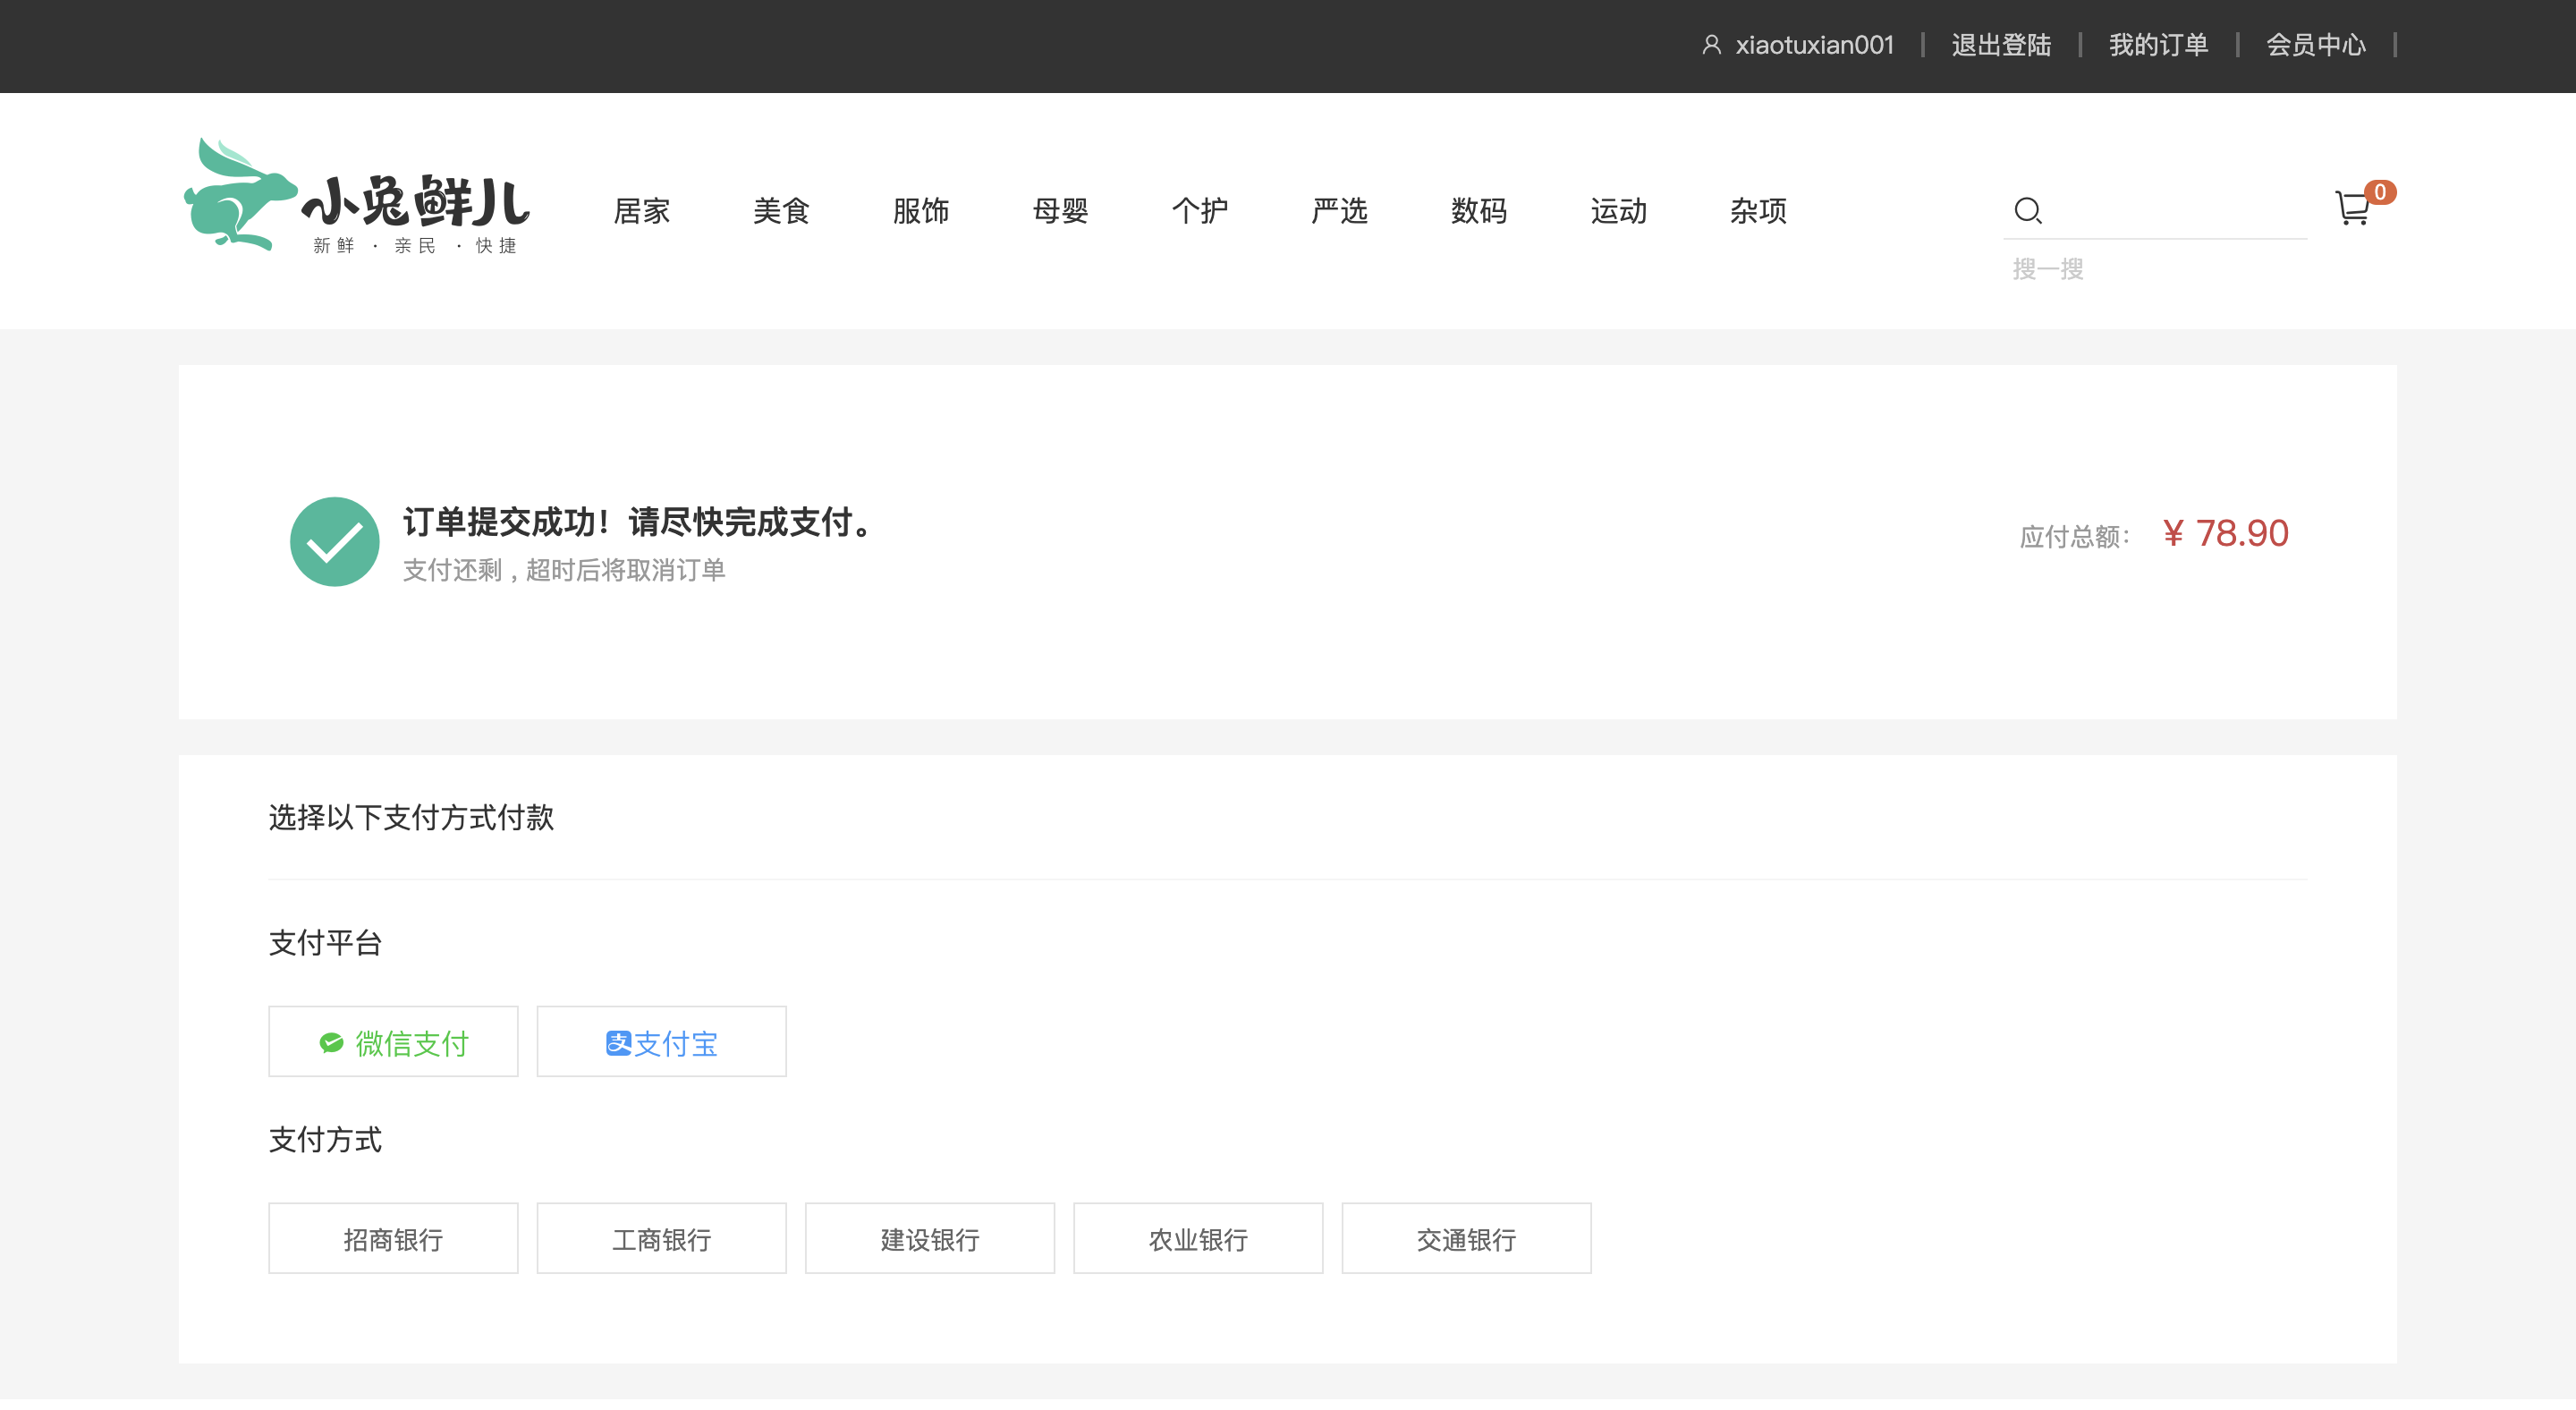 xiaotuxian001 退出登陆 我的订单 会员中心
小兔鲜儿
新鲜 · 亲民 · 快捷
居家 美食 服饰 母婴 个护 严选 数码 运动 杂项
0
搜一搜
订单提交成功！请尽快完成支付。
支付还剩 , 超时后将取消订单
应付总额： ¥ 78.90
选择以下支付方式付款
支付平台
微信支付 支付宝
支付方式
招商银行 工商银行 建设银行 农业银行 交通银行